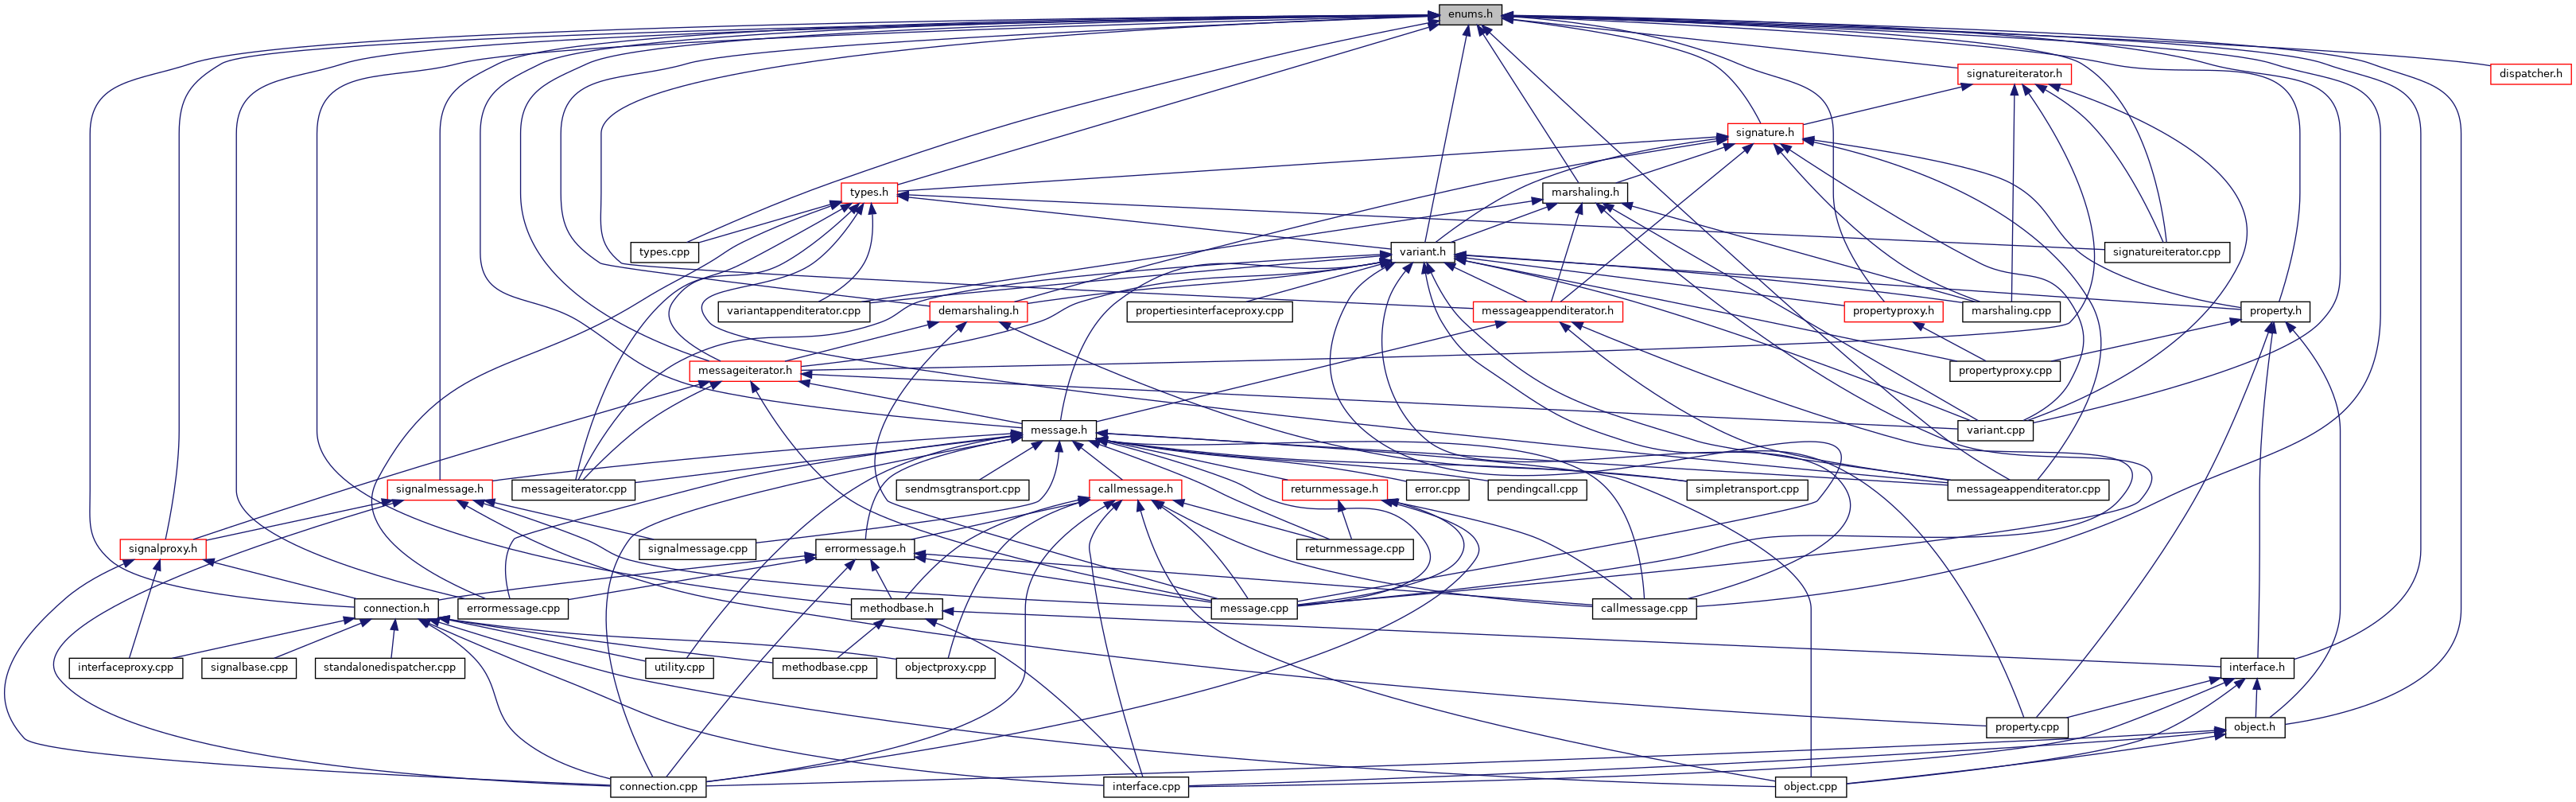 enums.h
signatureiterator.h
dispatcher.h
signature.h
types.h
marshaling.h
types.cpp
variant.h
signatureiterator.cpp
variantappenditerator.cpp
demarshaling.h
propertiesinterfaceproxy.cpp
messageappenditerator.h
propertyproxy.h
marshaling.cpp
property.h
messageiterator.h
propertyproxy.cpp
message.h
variant.cpp
signalmessage.h
messageiterator.cpp
sendmsgtransport.cpp
callmessage.h
returnmessage.h
error.cpp
pendingcall.cpp
simpletransport.cpp
messageappenditerator.cpp
signalproxy.h
signalmessage.cpp
errormessage.h
returnmessage.cpp
connection.h
errormessage.cpp
methodbase.h
message.cpp
callmessage.cpp
interfaceproxy.cpp
signalbase.cpp
standalonedispatcher.cpp
utility.cpp
methodbase.cpp
objectproxy.cpp
interface.h
property.cpp
object.h
connection.cpp
interface.cpp
object.cpp